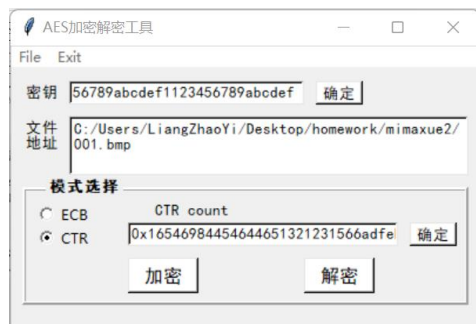 AES加密解密工具
File Exit
密钥 56789abcdef1123456789abcdef 确定
文件地址 C:/Users/LiangZhaoYi/Desktop/homework/mimaxue2/
001.bmp
模式选择
ECB CTR count
CTR 0x16546984454644651321231566adfe 确定
加密 解密